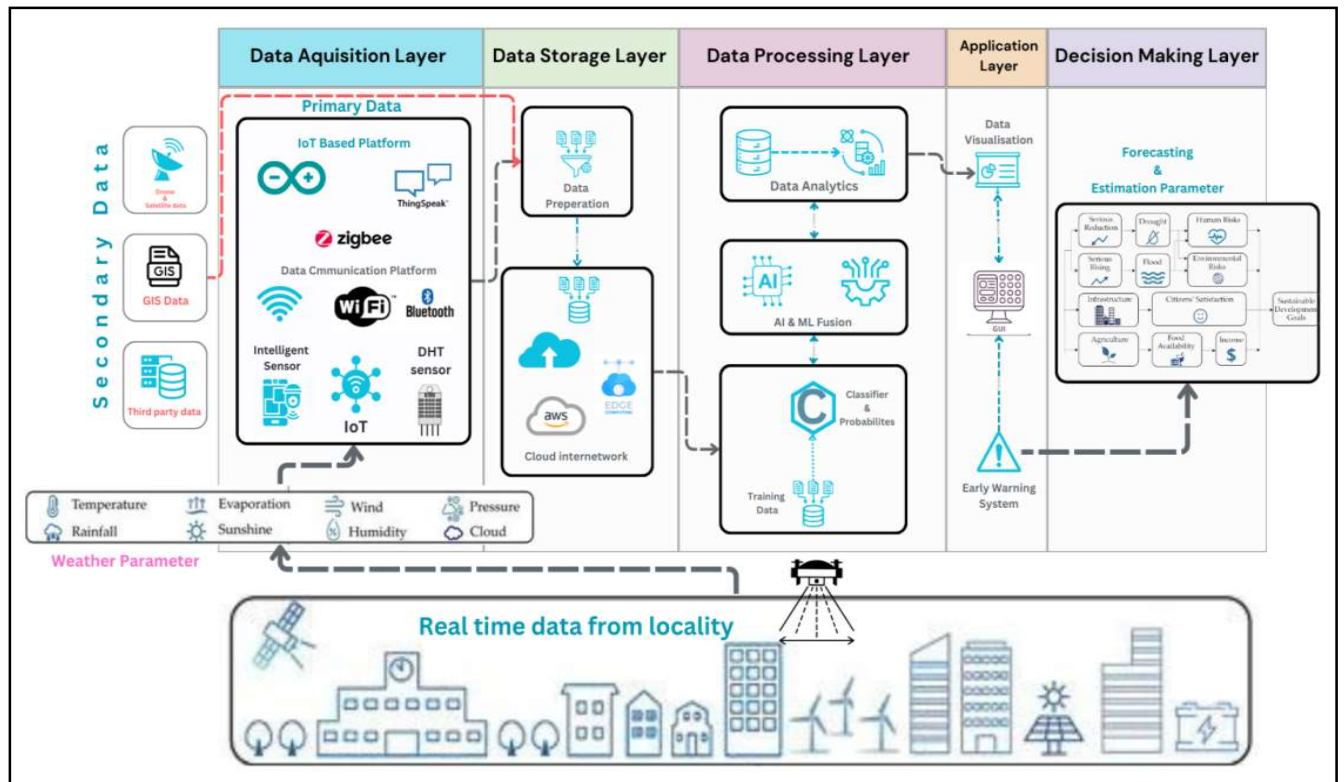 Data Aquisition Layer
Data Storage Layer
Data Processing Layer
Application
Layer
Decision Making Layer
Secondary Data
Drone
&
Satellite data
GIS
GIS Data
Third party data
Primary Data
IoT Based Platform
ThingSpeak™
zigbee
Data Cmmunication Platform
WiFi™
Bluetooth
Intelligent
Sensor
IoT
DHT
sensor
Data
Preperation
aws
EDGE
COMPUTING
Cloud internetwork
Data Analytics
AI
AI & ML Fusion
C
Classifier
&
Probabilites
Training
Data
Data
Visualisation
GUI
Early Warning
System
Forecasting
&
Estimation Parameter
Serious
Reduction
Drought
Human Risks
Serious
Rising
Flood
Environmental
Risks
Infrastructure
Citizens' Satisfaction
Sustainable
Development
Goals
Agriculture
Food
Availability
Income
$
Temperature
Evaporation
Wind
Pressure
Rainfall
Sunshine
%
Humidity
Cloud
Weather Parameter
Real time data from locality